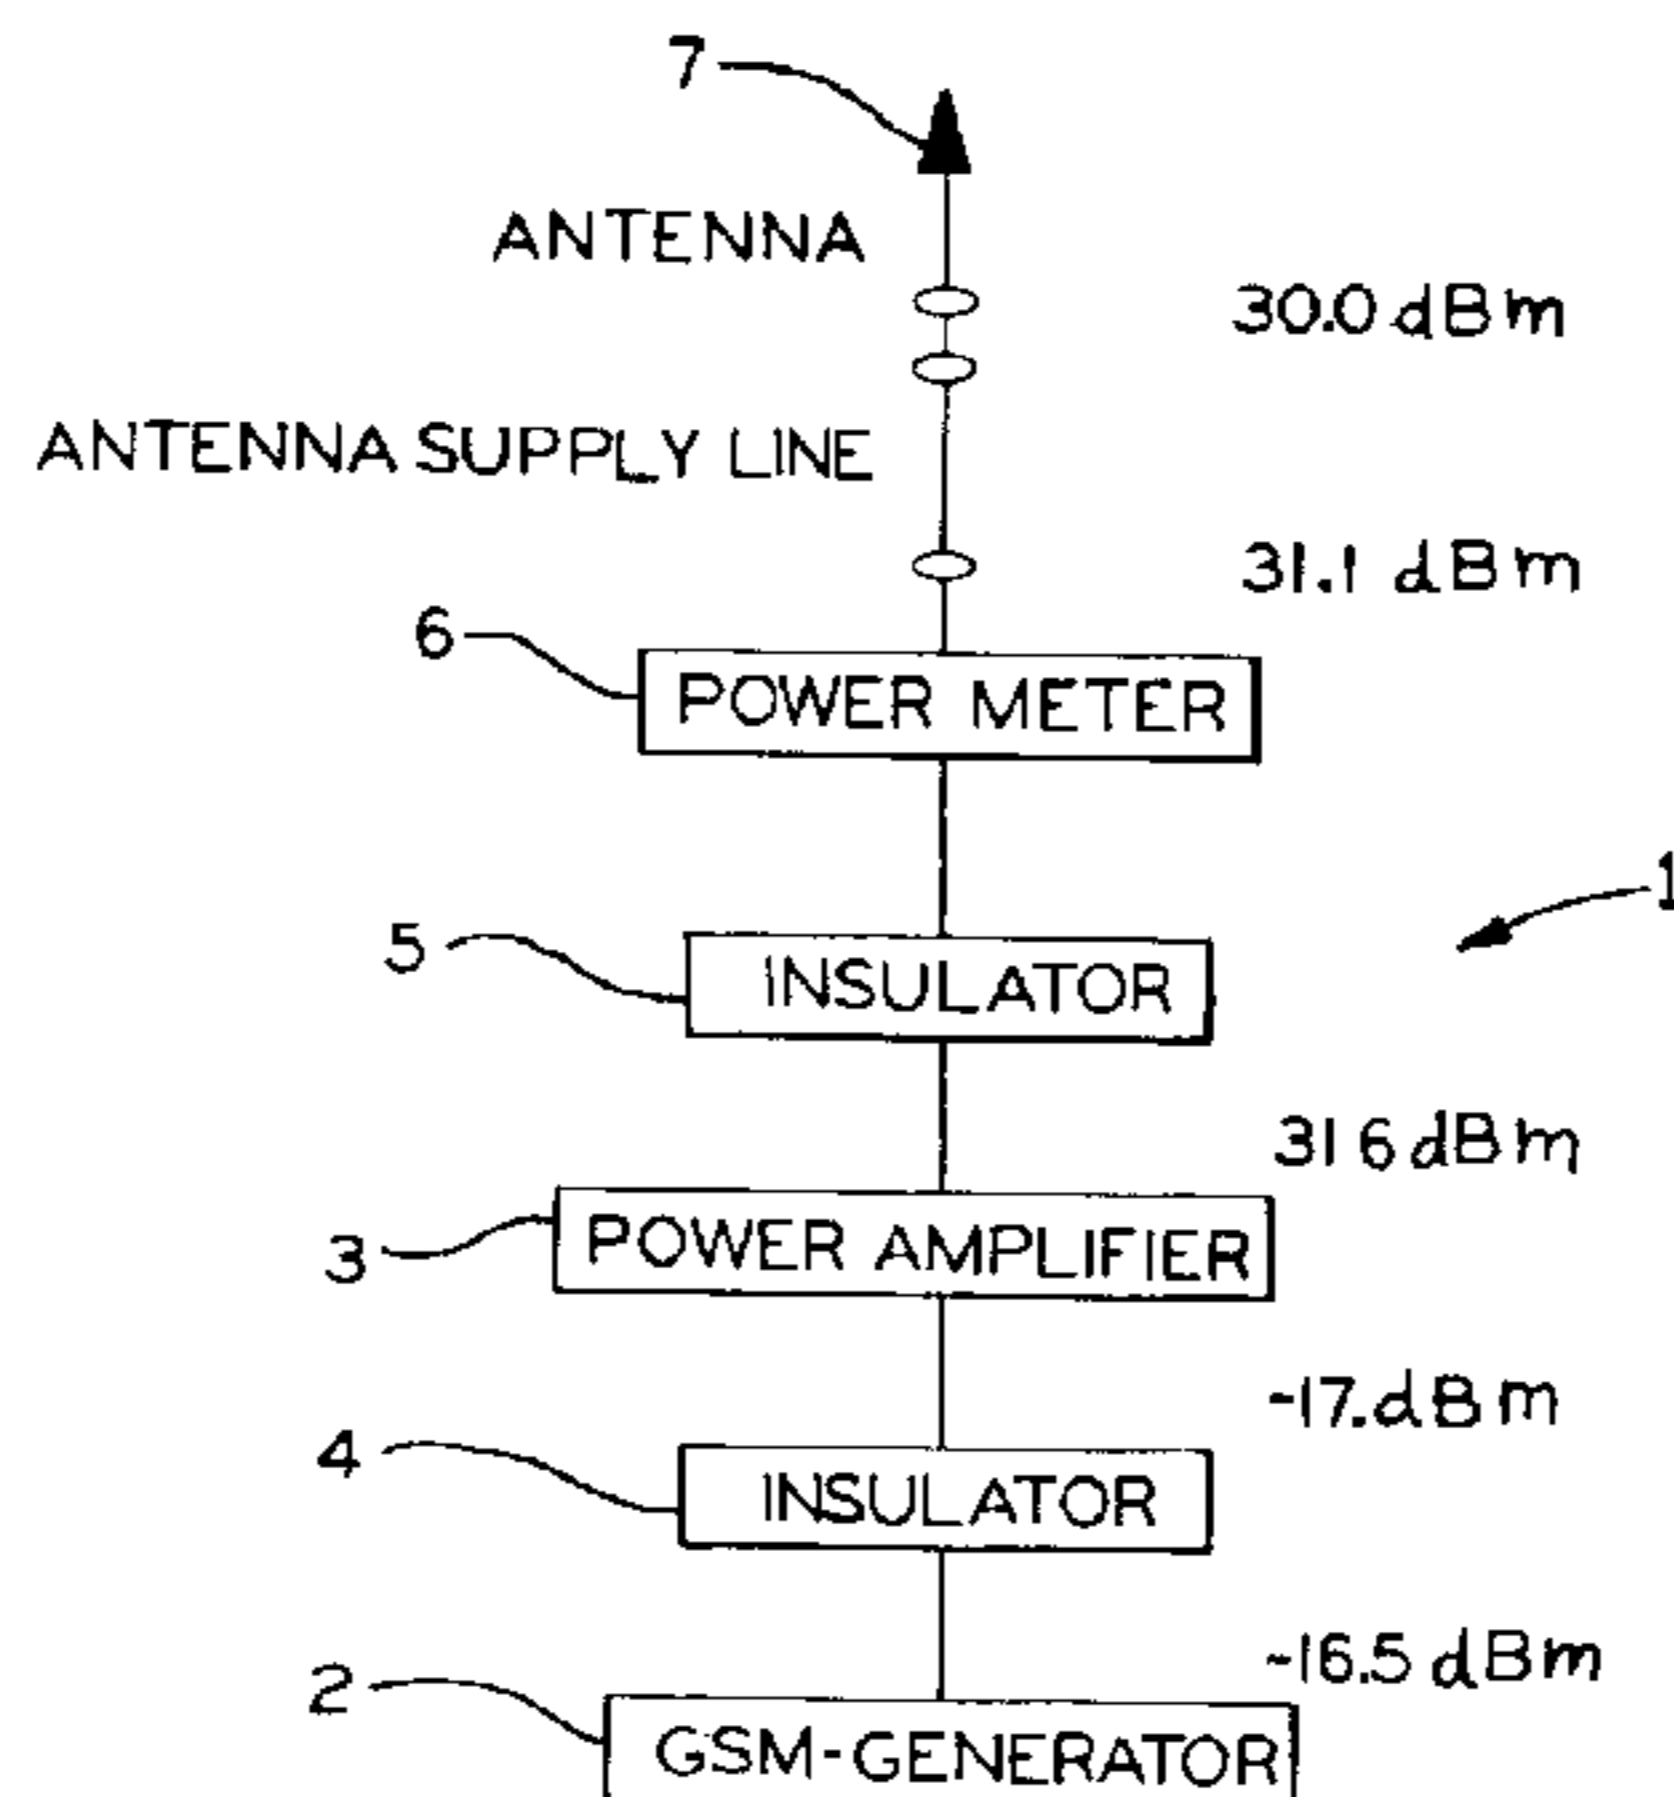 7
ANTENNA
30.0 dBm
ANTENNA SUPPLY LINE
31.1 dBm
6
POWER METER
1
5
INSULATOR
31 6 dBm
3
POWER AMPLIFIER
-17. dBm
4
INSULATOR
-16.5 dBm
2
GSM-GENERATOR